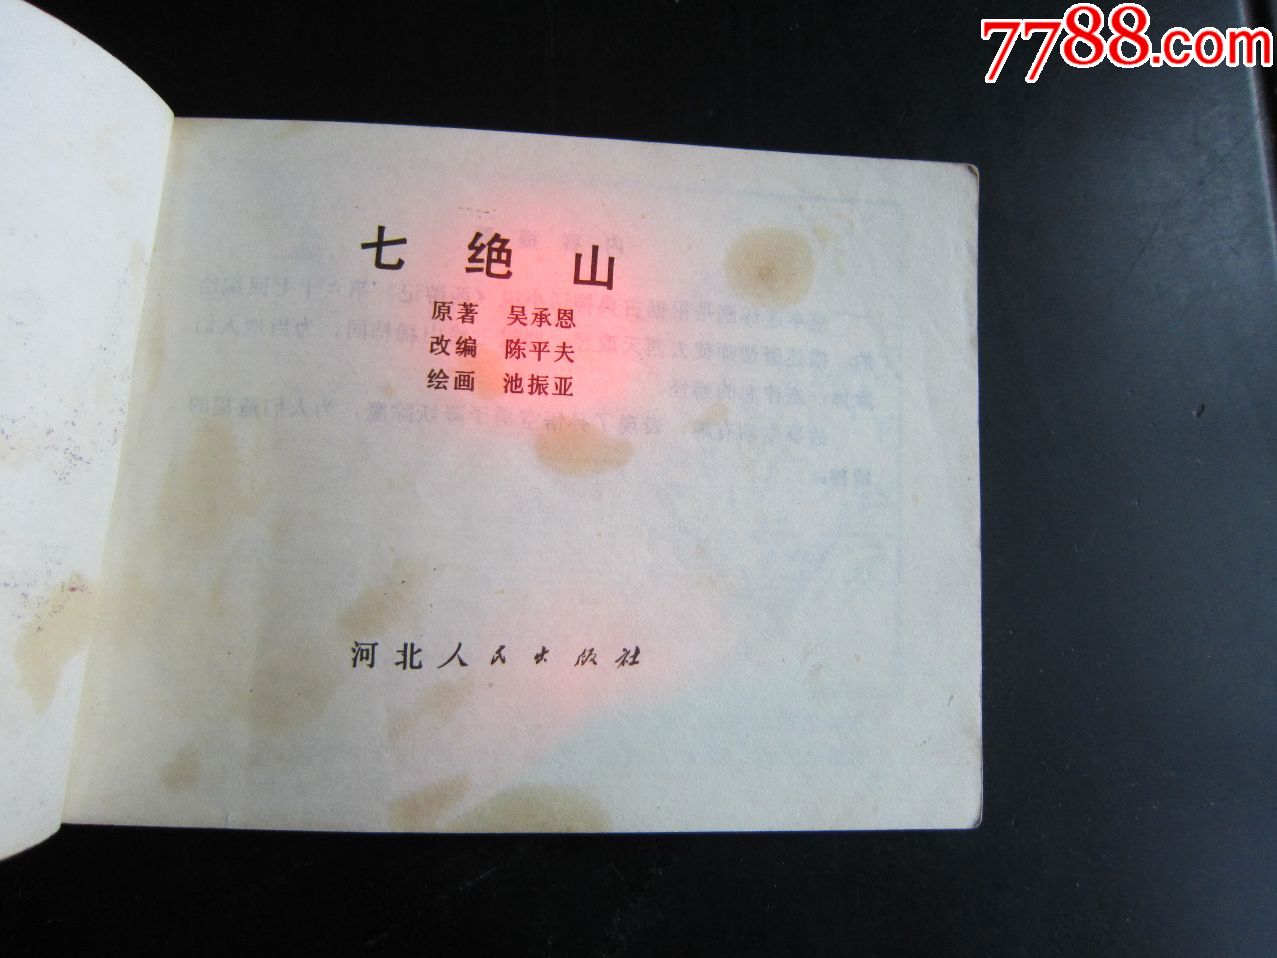 7788.com
七绝山
原著 吴承恩
改编 陈平夫
绘画 池振亚
河北人民出版社